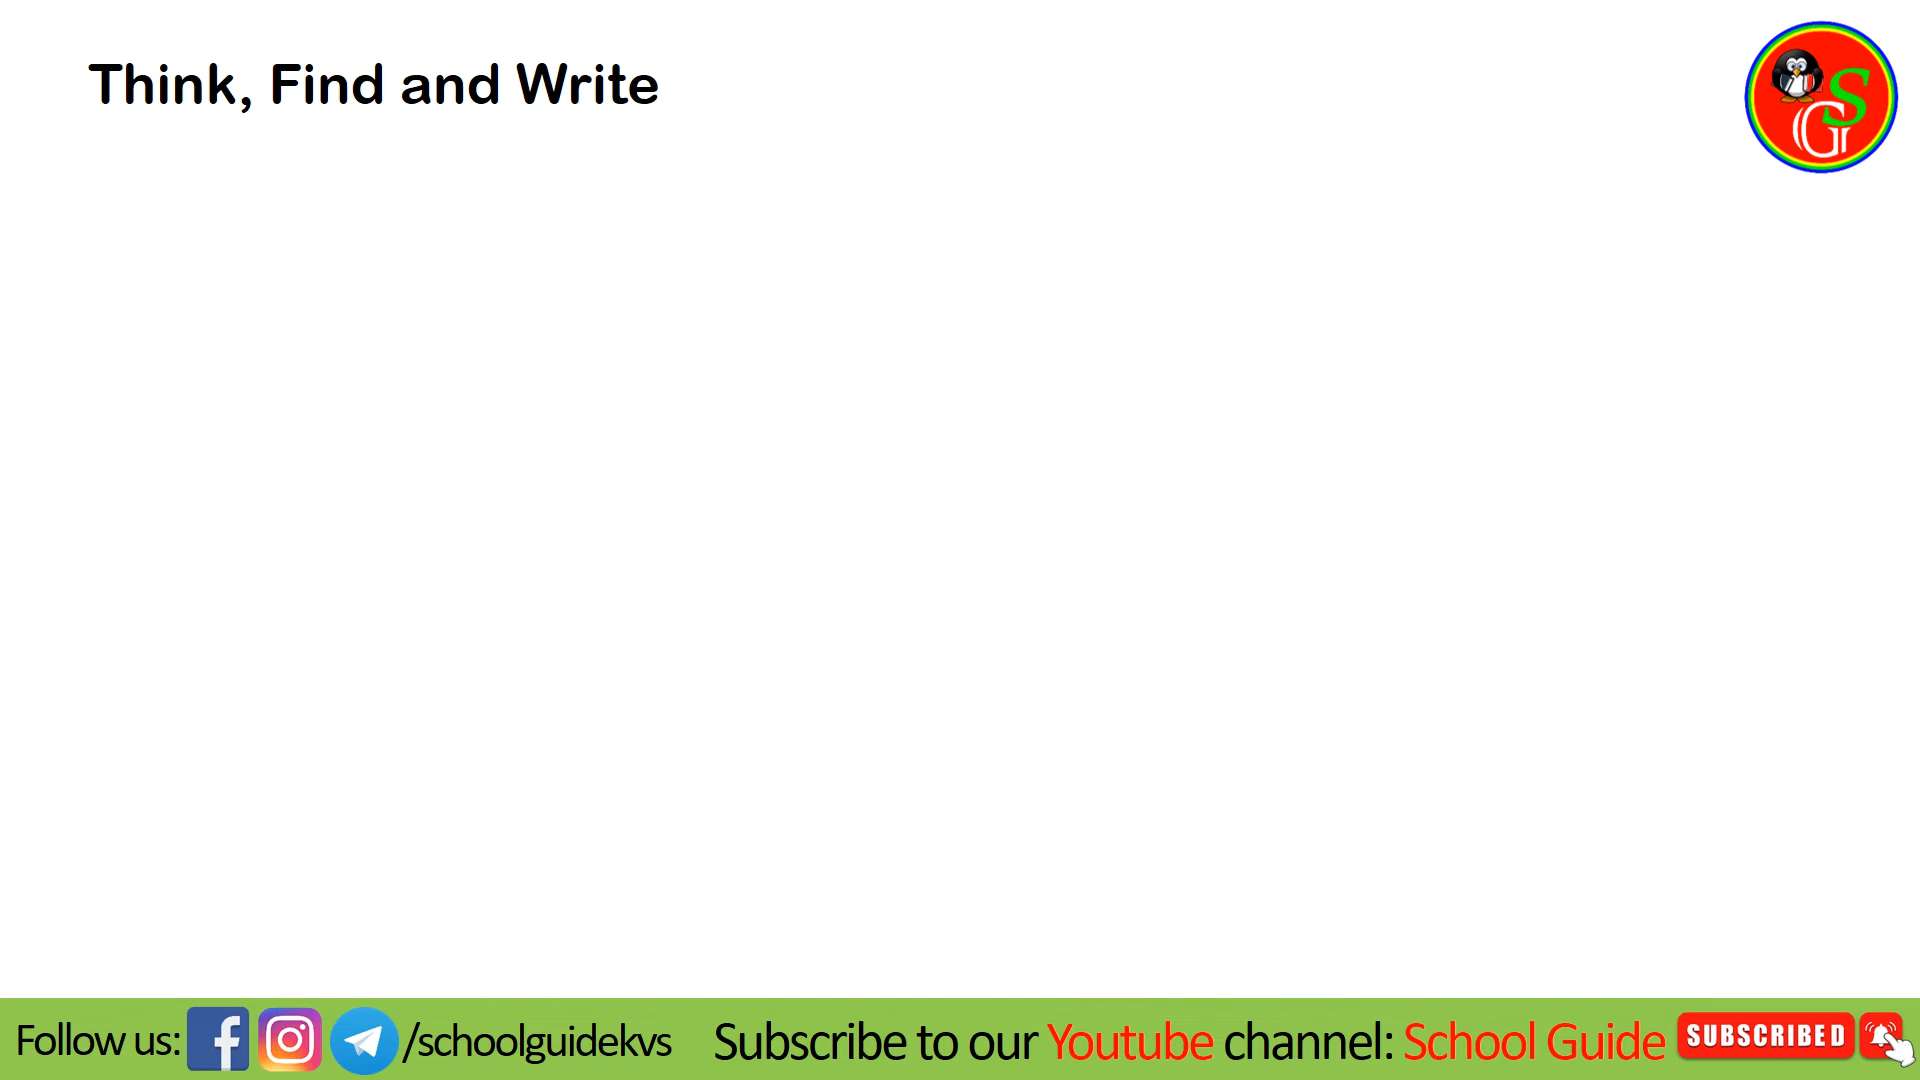 Think, Find and Write
S
G
Follow us: f /schoolguidekvs Subscribe to our Youtube channel: School Guide SUBSCRIBED